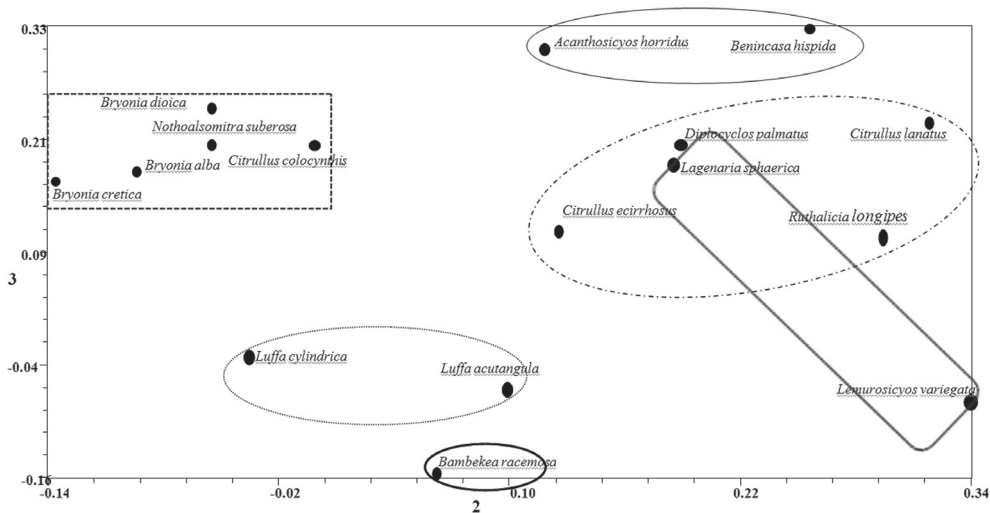 0.33
Acanthosicyos horridus
Benincasa hispida
Bryonia dioica
Nothoalsomitra suberosa
Citrullus lanatus
0.21
Diplocyclos palmatus
Bryonia alba
Citrullus colocynthis
Lagenaria sphaerica
Bryonia cretica
Citrullus ecirrhosus
Ruthalicia longipes
0.09
3
Luffa cylindrica
-0.04
Luffa acutangula
Lemurosicyos variegata
Bambekea racemosa
-0.16
-0.14
-0.02
0.10
0.22
0.34
2